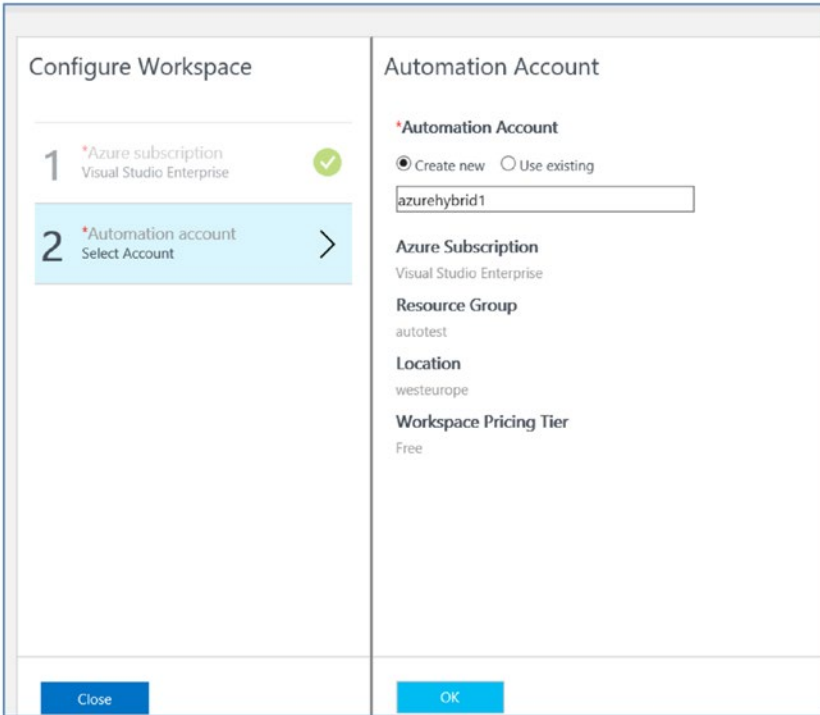 Configure Workspace
1
*Azure subscription
Visual Studio Enterprise
2
*Automation account
Select Account
Close
Automation Account
*Automation Account
Create new Use existing
azurehybrid1
Azure Subscription
Visual Studio Enterprise
Resource Group
autotest
Location
westeurope
Workspace Pricing Tier
Free
OK